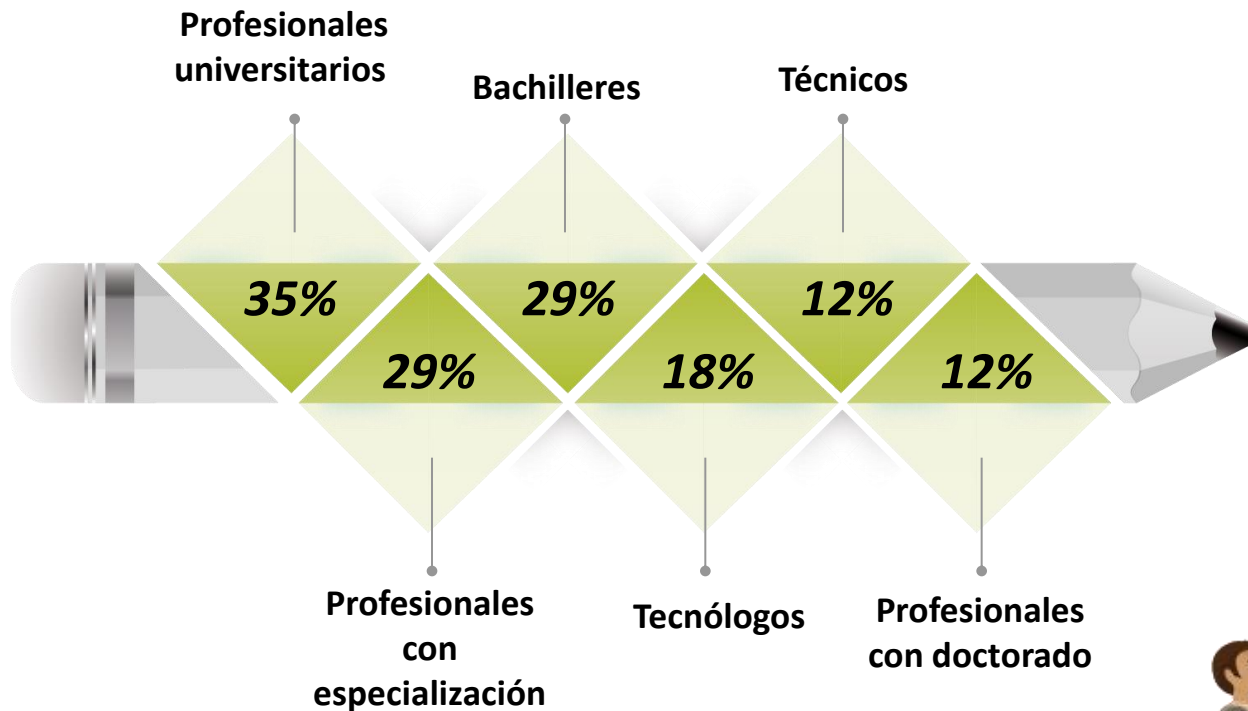 Profesionales
universitarios
Bachilleres
Técnicos
35%
29%
12%
29%
18%
12%
Profesionales
con
especialización
Tecnólogos
Profesionales
con doctorado